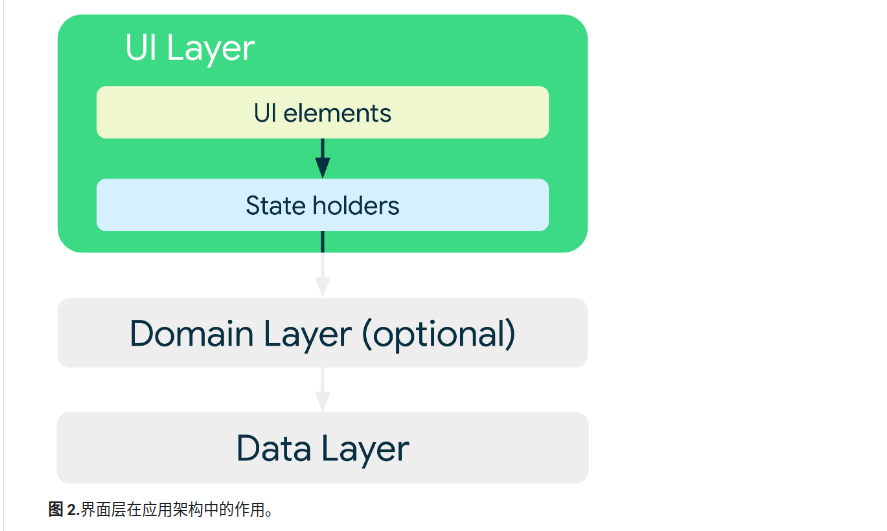 UI Layer
UI elements
State holders
Domain Layer (optional)
Data Layer
图 2.界面层在应用架构中的作用。